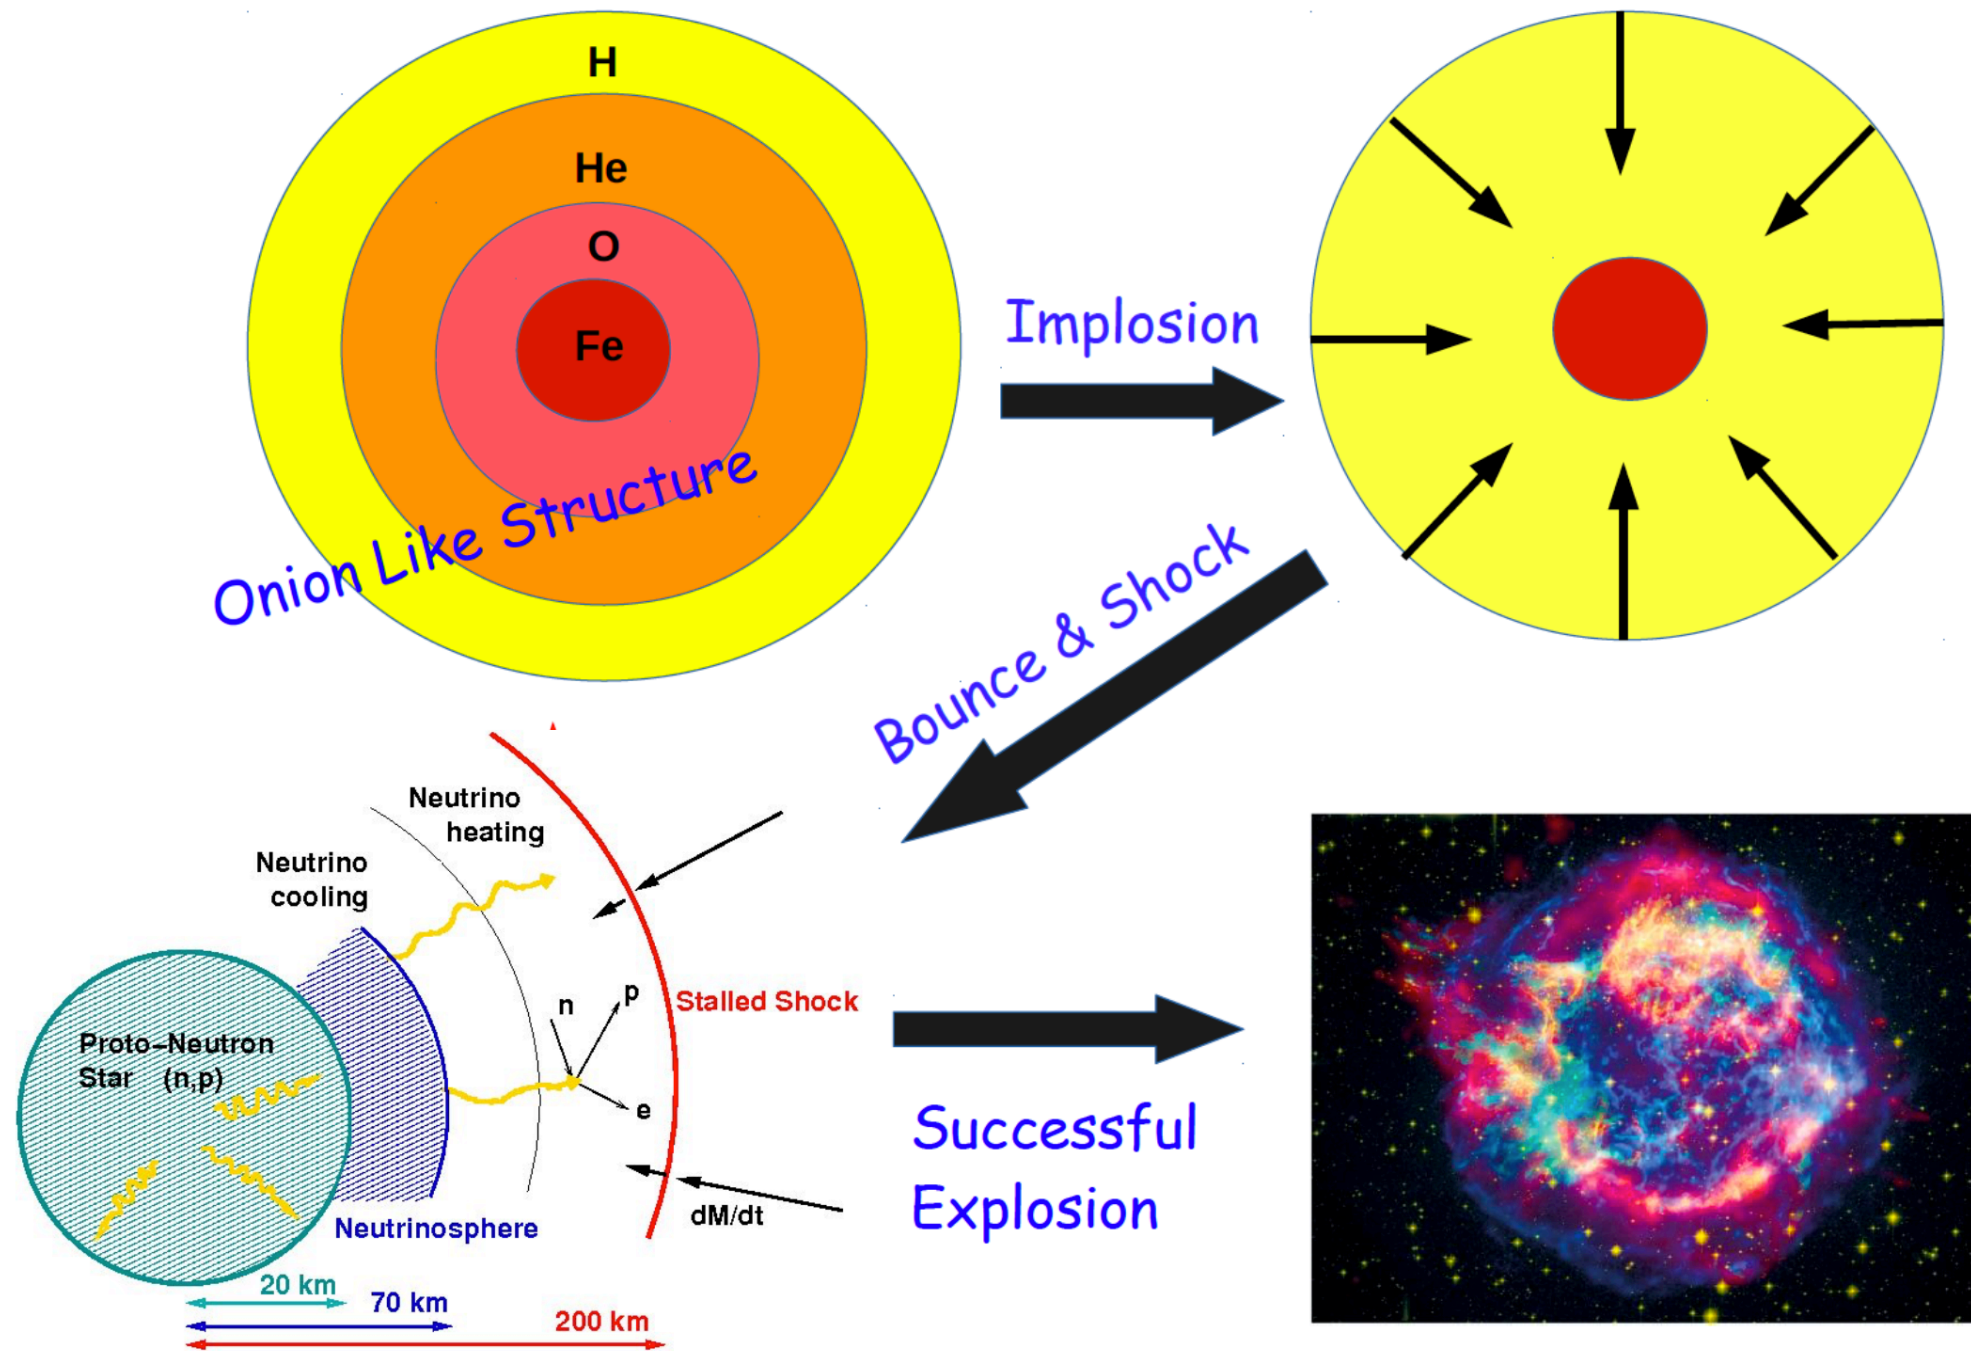 H
He
O
Fe
Onion Like Structure
Implosion
Bounce & Shock
Neutrino
heating
Neutrino
cooling
Proto-Neutron
Star (n,p)
n
p
e
Stalled Shock
dM/dt
Neutrinosphere
20 km
70 km
200 km
Successful
Explosion